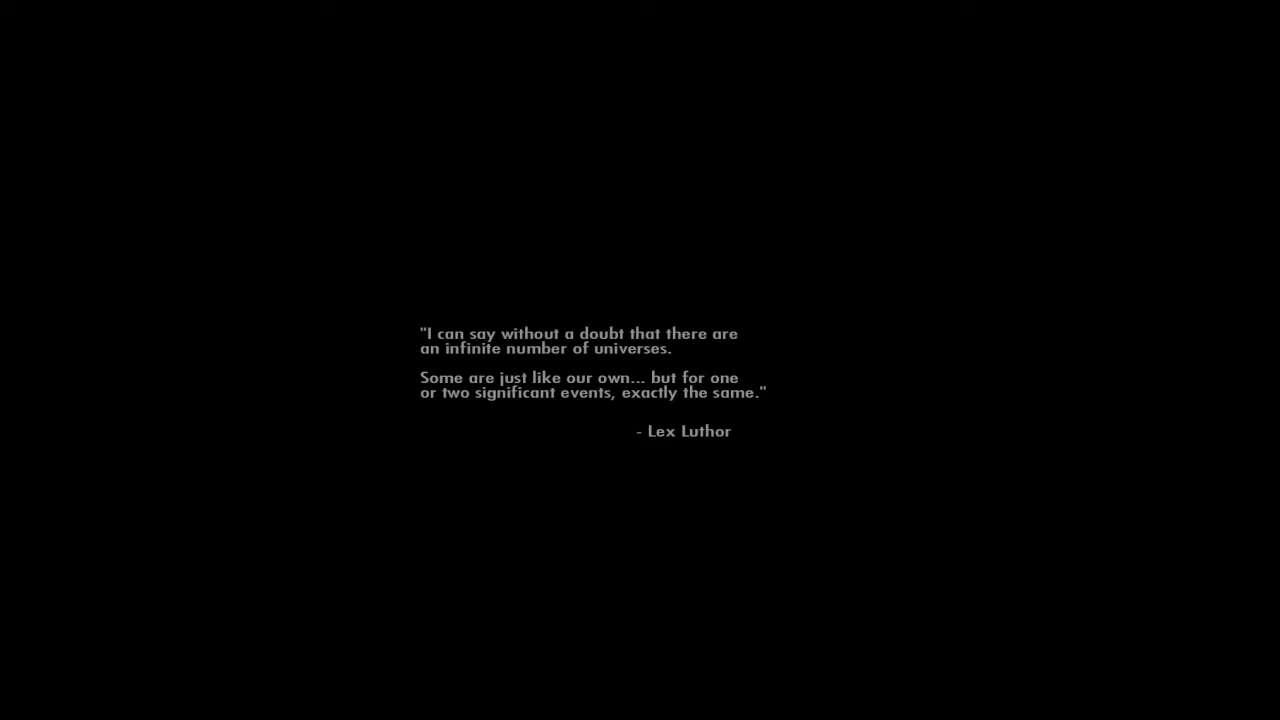 "I can say without a doubt that there are
an infinite number of universes.
Some are just like our own... but for one
or two significant events, exactly the same."
- Lex Luthor